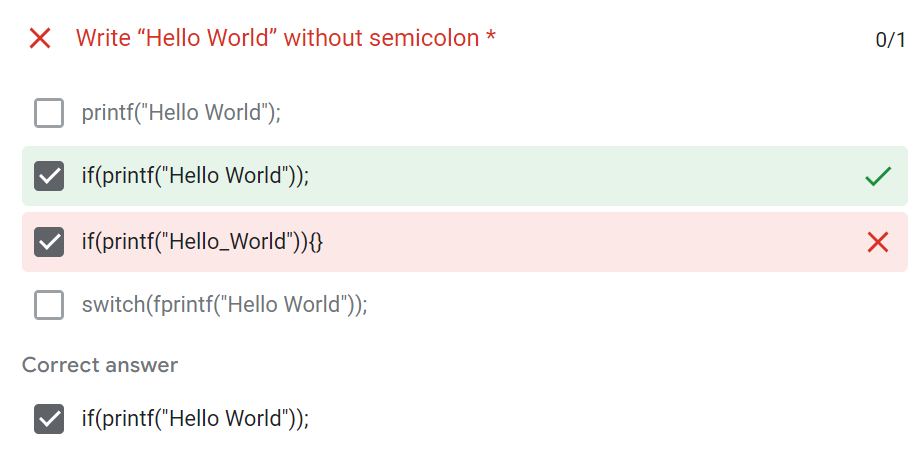 Write “Hello World” without semicolon *
0/1
printf("Hello World");
if(printf("Hello World"));
if(printf("Hello_World")){}
switch(fprintf("Hello World"));
Correct answer
if(printf("Hello World"));